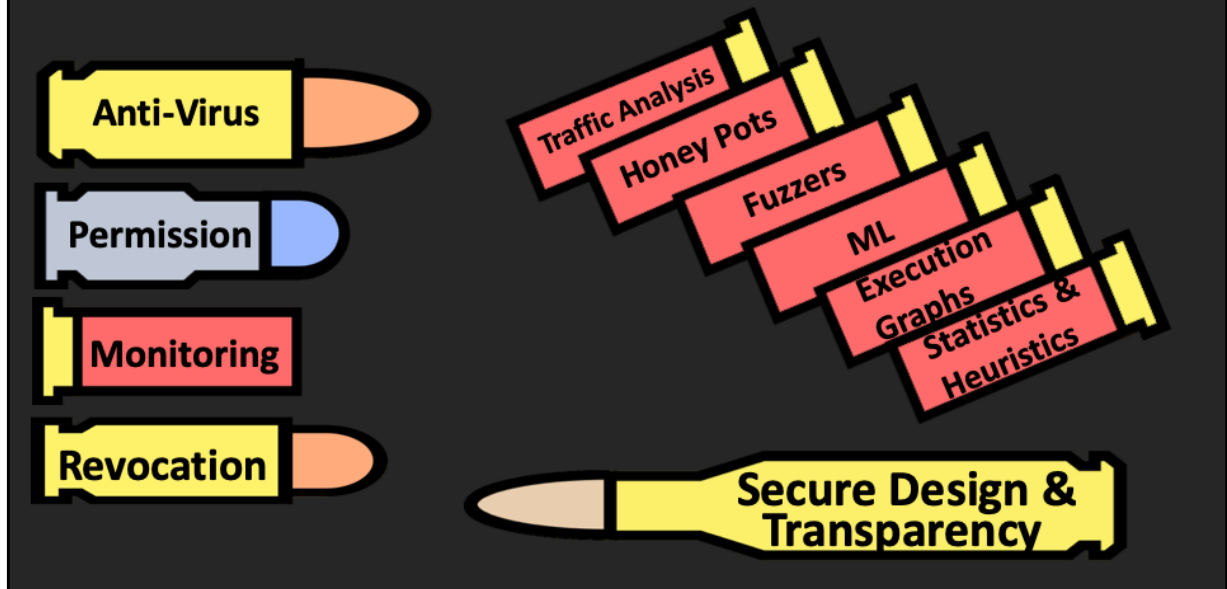 Anti-Virus
Permission
Monitoring
Revocation
Traffic Analysis
Honey Pots
Fuzzers
ML
Execution
Graphs
Statistics &
Heuristics
Secure Design &
Transparency